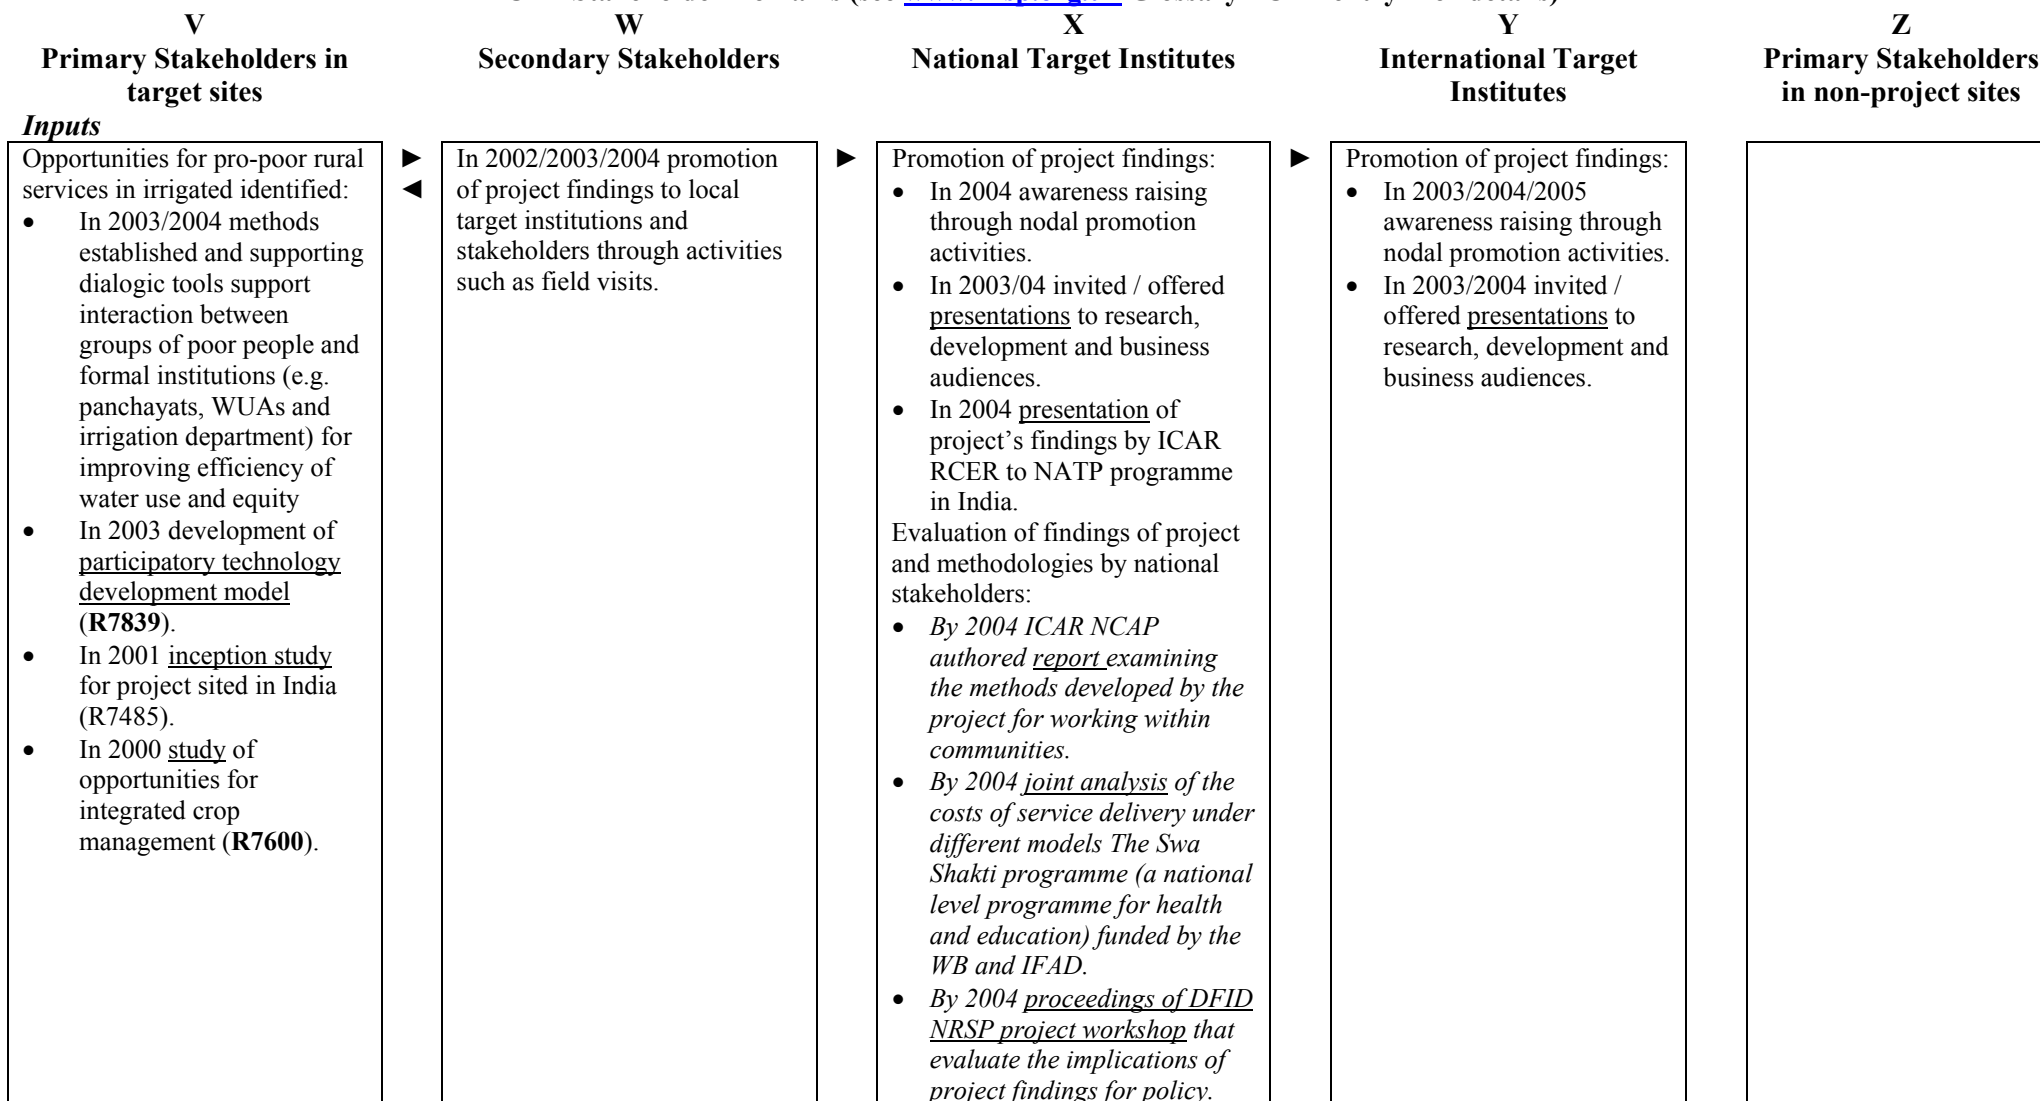 V
Primary Stakeholders in
target sites
W
Secondary Stakeholders
X
National Target Institutes
Y
International Target
Institutes
Z
Primary Stakeholders
in non-project sites
Inputs
Opportunities for pro-poor rural
services in irrigated identified:
• In 2003/2004 methods
established and supporting
dialogic tools support
interaction between
groups of poor people and
formal institutions (e.g.
panchayats, WUAs and
irrigation department) for
improving efficiency of
water use and equity
• In 2003 development of
participatory technology
development model
(R7839).
• In 2001 inception study
for project sited in India
(R7485).
• In 2000 study of
opportunities for
integrated crop
management (R7600).
►
◄
In 2002/2003/2004 promotion
of project findings to local
target institutions and
stakeholders through activities
such as field visits.
►
Promotion of project findings:
• In 2004 awareness raising
through nodal promotion
activities.
• In 2003/04 invited / offered
presentations to research,
development and business
audiences.
• In 2004 presentation of
project’s findings by ICAR
RCER to NATP programme
in India.
Evaluation of findings of project
and methodologies by national
stakeholders:
• By 2004 ICAR NCAP
authored report examining
the methods developed by the
project for working within
communities.
• By 2004 joint analysis of the
costs of service delivery under
different models The Swa
Shakti programme (a national
level programme for health
and education) funded by the
WB and IFAD.
• By 2004 proceedings of DFID
NRSP project workshop that
evaluate the implications of
project findings for policy.
►
Promotion of project findings:
• In 2003/2004/2005
awareness raising through
nodal promotion activities.
• In 2003/2004 invited /
offered presentations to
research, development and
business audiences.